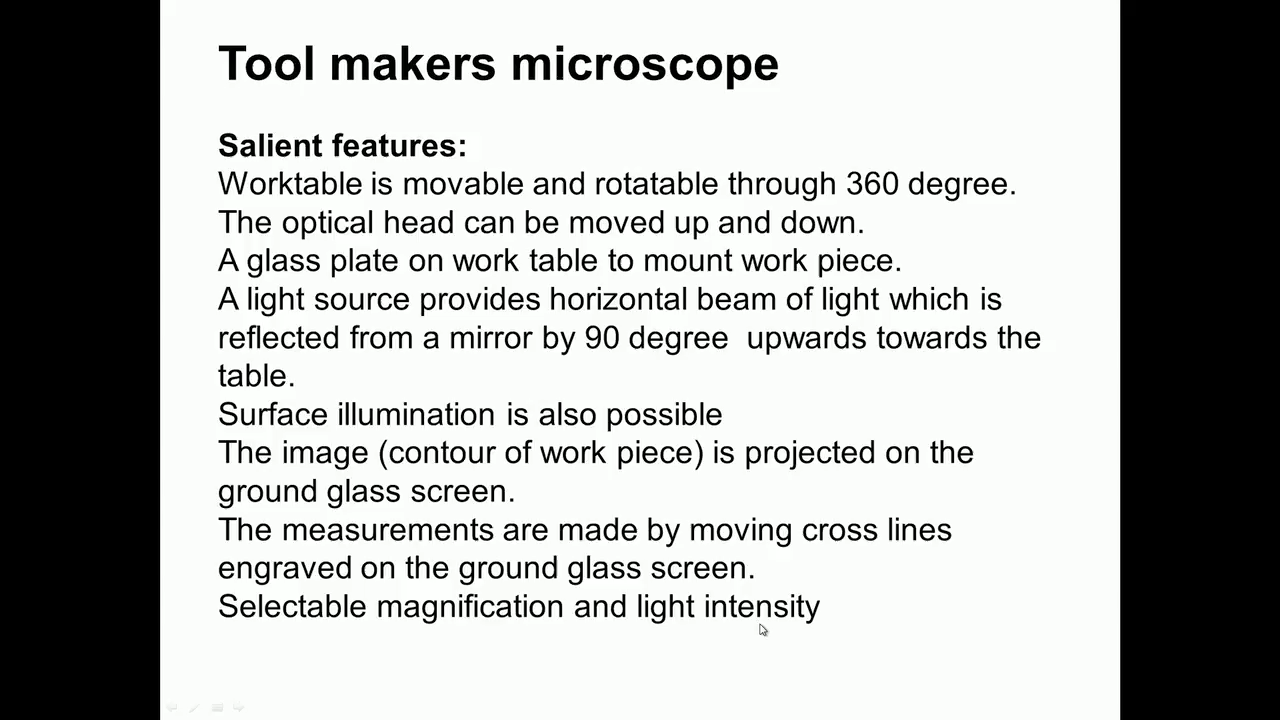 Tool makers microscope
Salient features:
Worktable is movable and rotatable through 360 degree.
The optical head can be moved up and down.
A glass plate on work table to mount work piece.
A light source provides horizontal beam of light which is
reflected from a mirror by 90 degree  upwards towards the
table.
Surface illumination is also possible
The image (contour of work piece) is projected on the
ground glass screen.
The measurements are made by moving cross lines
engraved on the ground glass screen.
Selectable magnification and light intensity